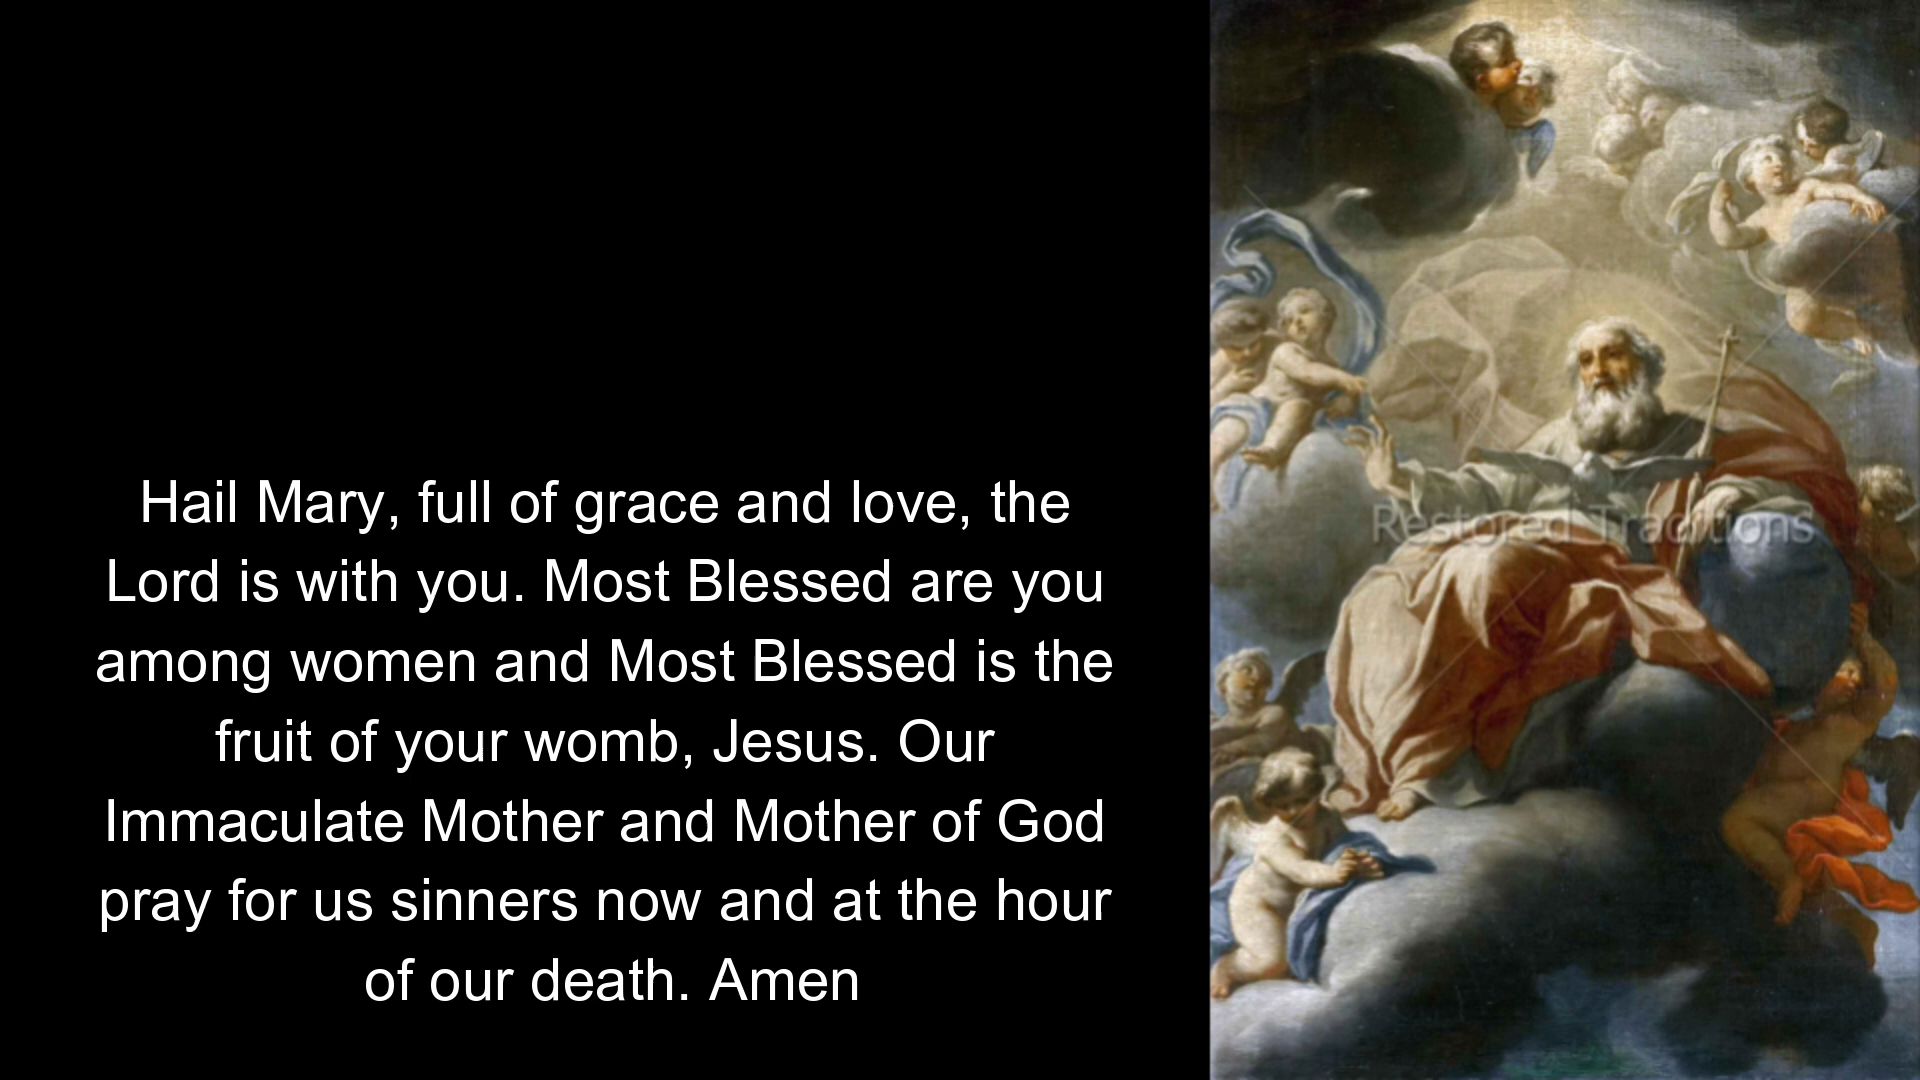 Hail Mary, full of grace and love, the
Lord is with you. Most Blessed are you
among women and Most Blessed is the
fruit of your womb, Jesus. Our
Immaculate Mother and Mother of God
pray for us sinners now and at the hour
of our death. Amen
Restored Traditions